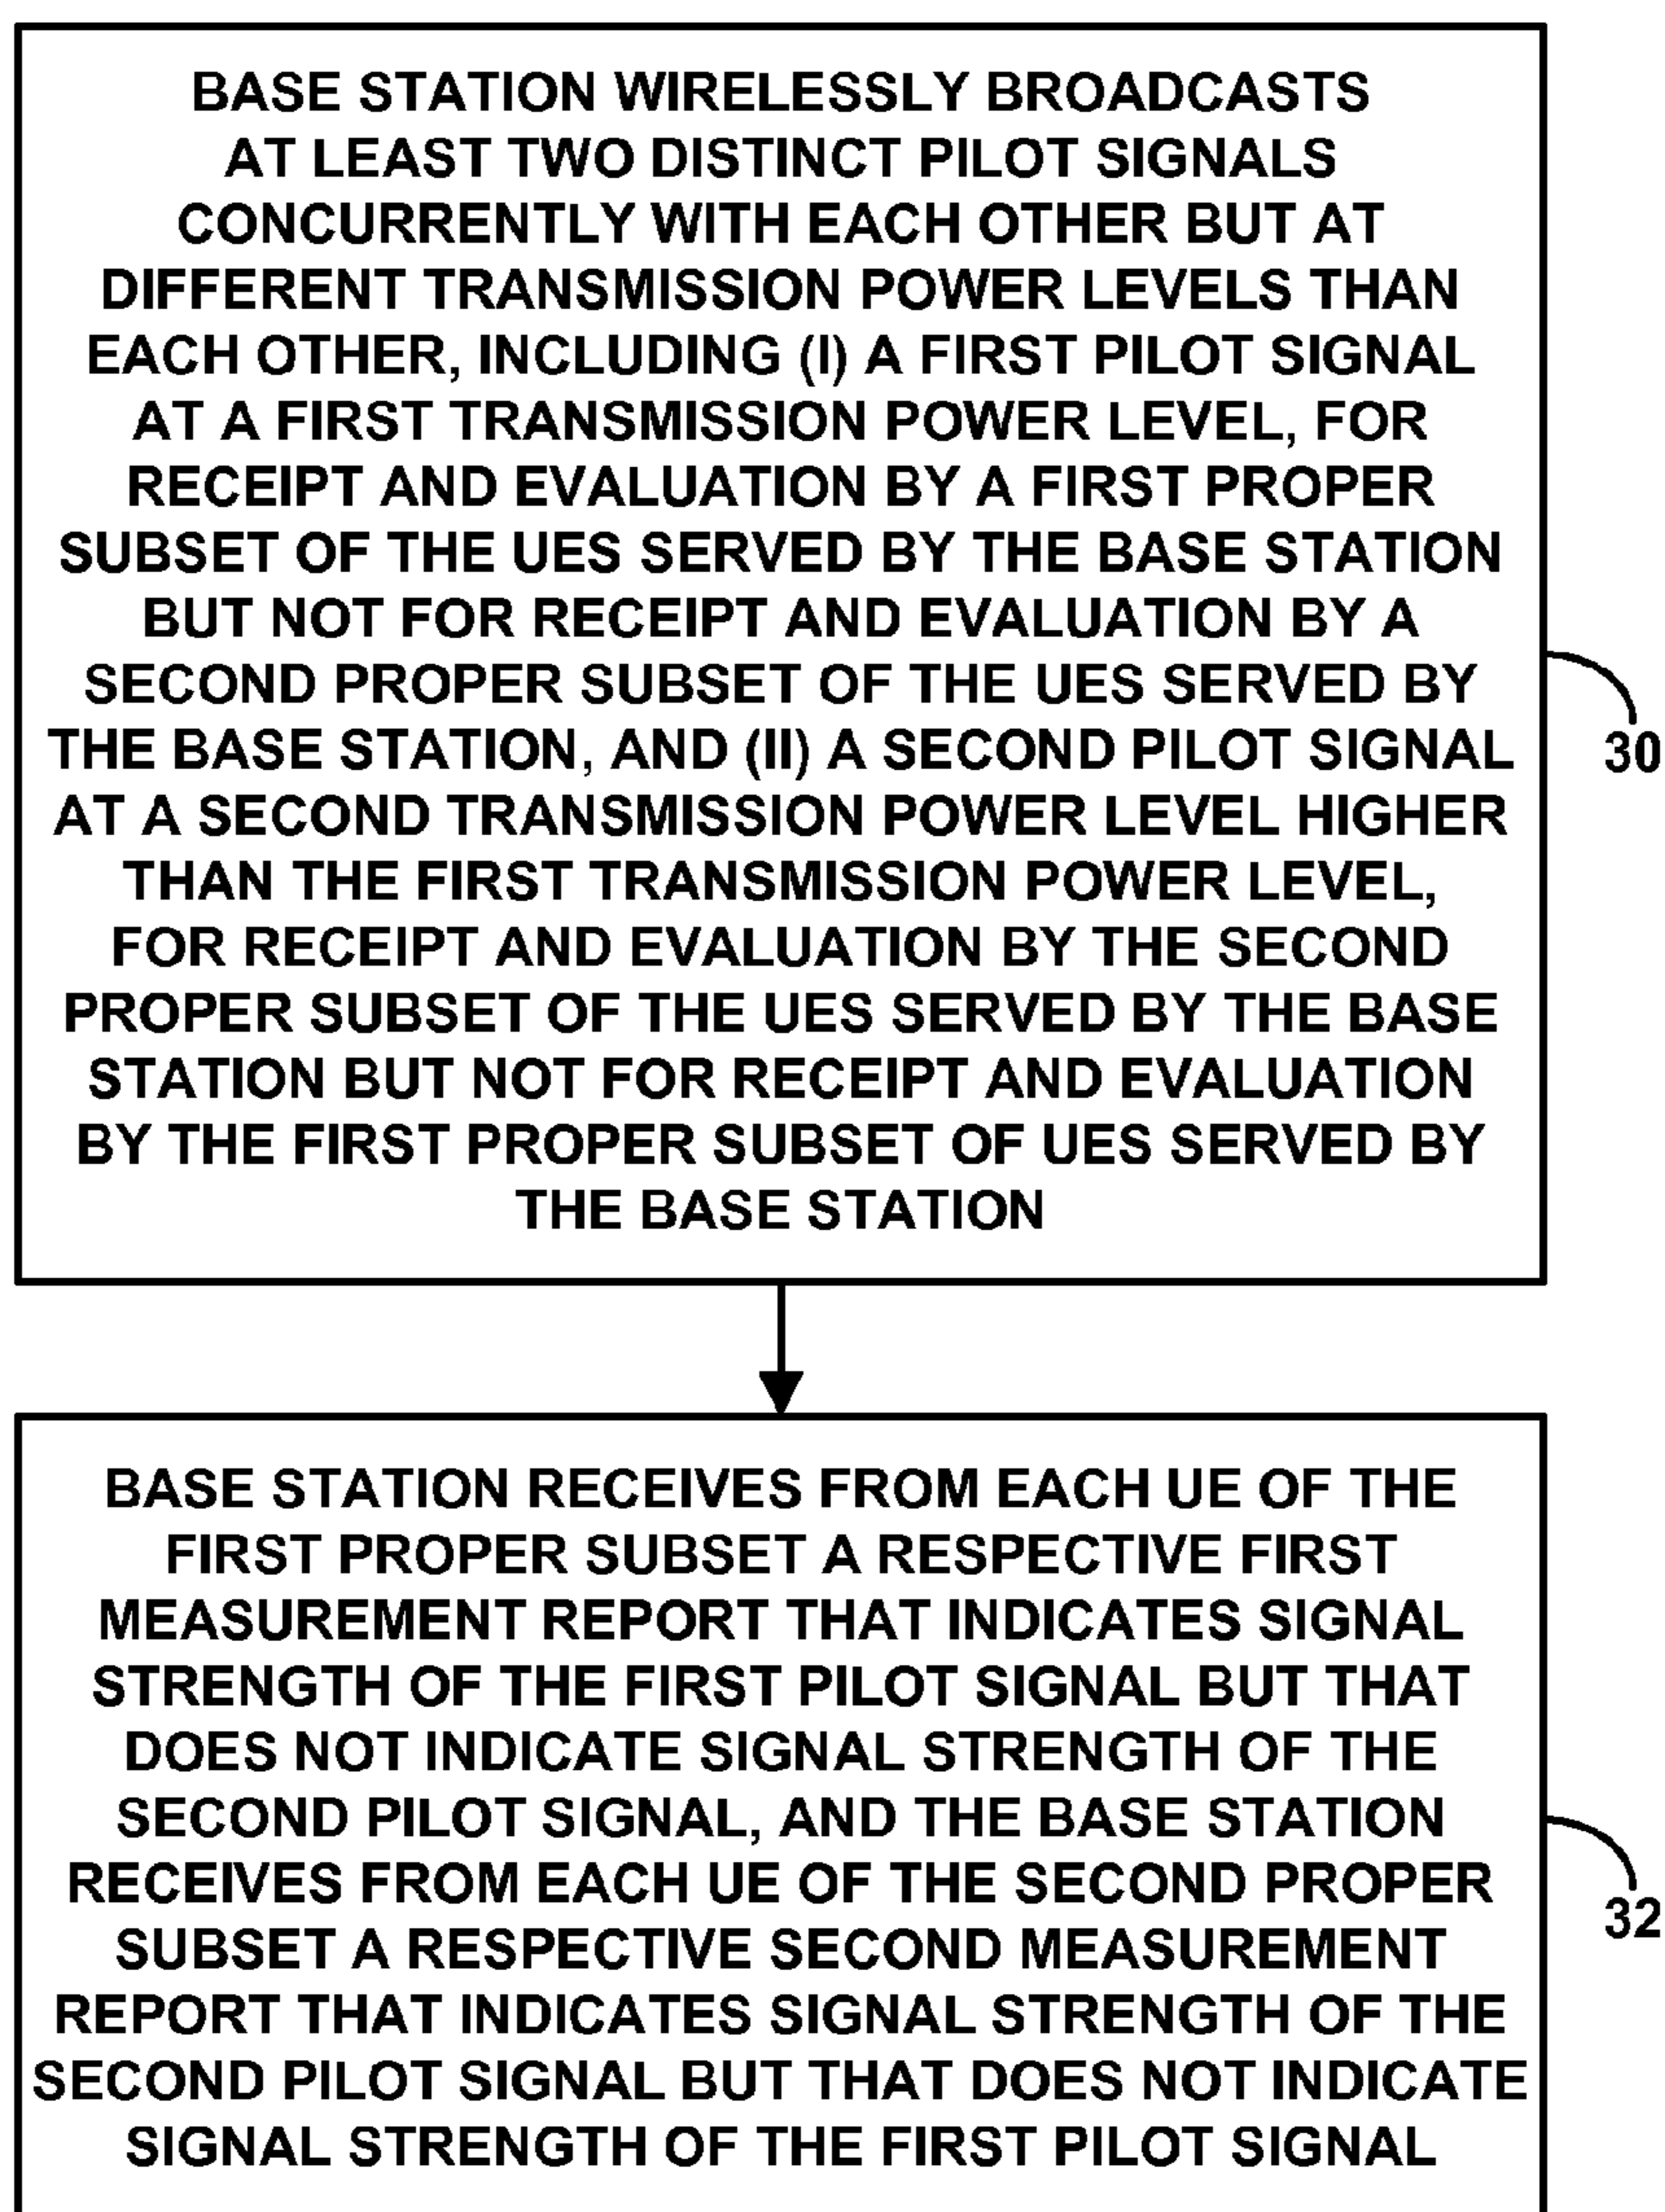 BASE STATION WIRELESSLY BROADCASTS
AT LEAST TWO DISTINCT PILOT SIGNALS
CONCURRENTLY WITH EACH OTHER BUT AT
DIFFERENT TRANSMISSION POWER LEVELS THAN
EACH OTHER, INCLUDING (I) A FIRST PILOT SIGNAL
AT A FIRST TRANSMISSION POWER LEVEL, FOR
RECEIPT AND EVALUATION BY A FIRST PROPER
SUBSET OF THE UES SERVED BY THE BASE STATION
BUT NOT FOR RECEIPT AND EVALUATION BY A
SECOND PROPER SUBSET OF THE UES SERVED BY
THE BASE STATION, AND (II) A SECOND PILOT SIGNAL
AT A SECOND TRANSMISSION POWER LEVEL HIGHER
THAN THE FIRST TRANSMISSION POWER LEVEL,
FOR RECEIPT AND EVALUATION BY THE SECOND
PROPER SUBSET OF THE UES SERVED BY THE BASE
STATION BUT NOT FOR RECEIPT AND EVALUATION
BY THE FIRST PROPER SUBSET OF UES SERVED BY
THE BASE STATION
30
BASE STATION RECEIVES FROM EACH UE OF THE
FIRST PROPER SUBSET A RESPECTIVE FIRST
MEASUREMENT REPORT THAT INDICATES SIGNAL
STRENGTH OF THE FIRST PILOT SIGNAL BUT THAT
DOES NOT INDICATE SIGNAL STRENGTH OF THE
SECOND PILOT SIGNAL, AND THE BASE STATION
RECEIVES FROM EACH UE OF THE SECOND PROPER
SUBSET A RESPECTIVE SECOND MEASUREMENT
REPORT THAT INDICATES SIGNAL STRENGTH OF THE
SECOND PILOT SIGNAL BUT THAT DOES NOT INDICATE
SIGNAL STRENGTH OF THE FIRST PILOT SIGNAL
32